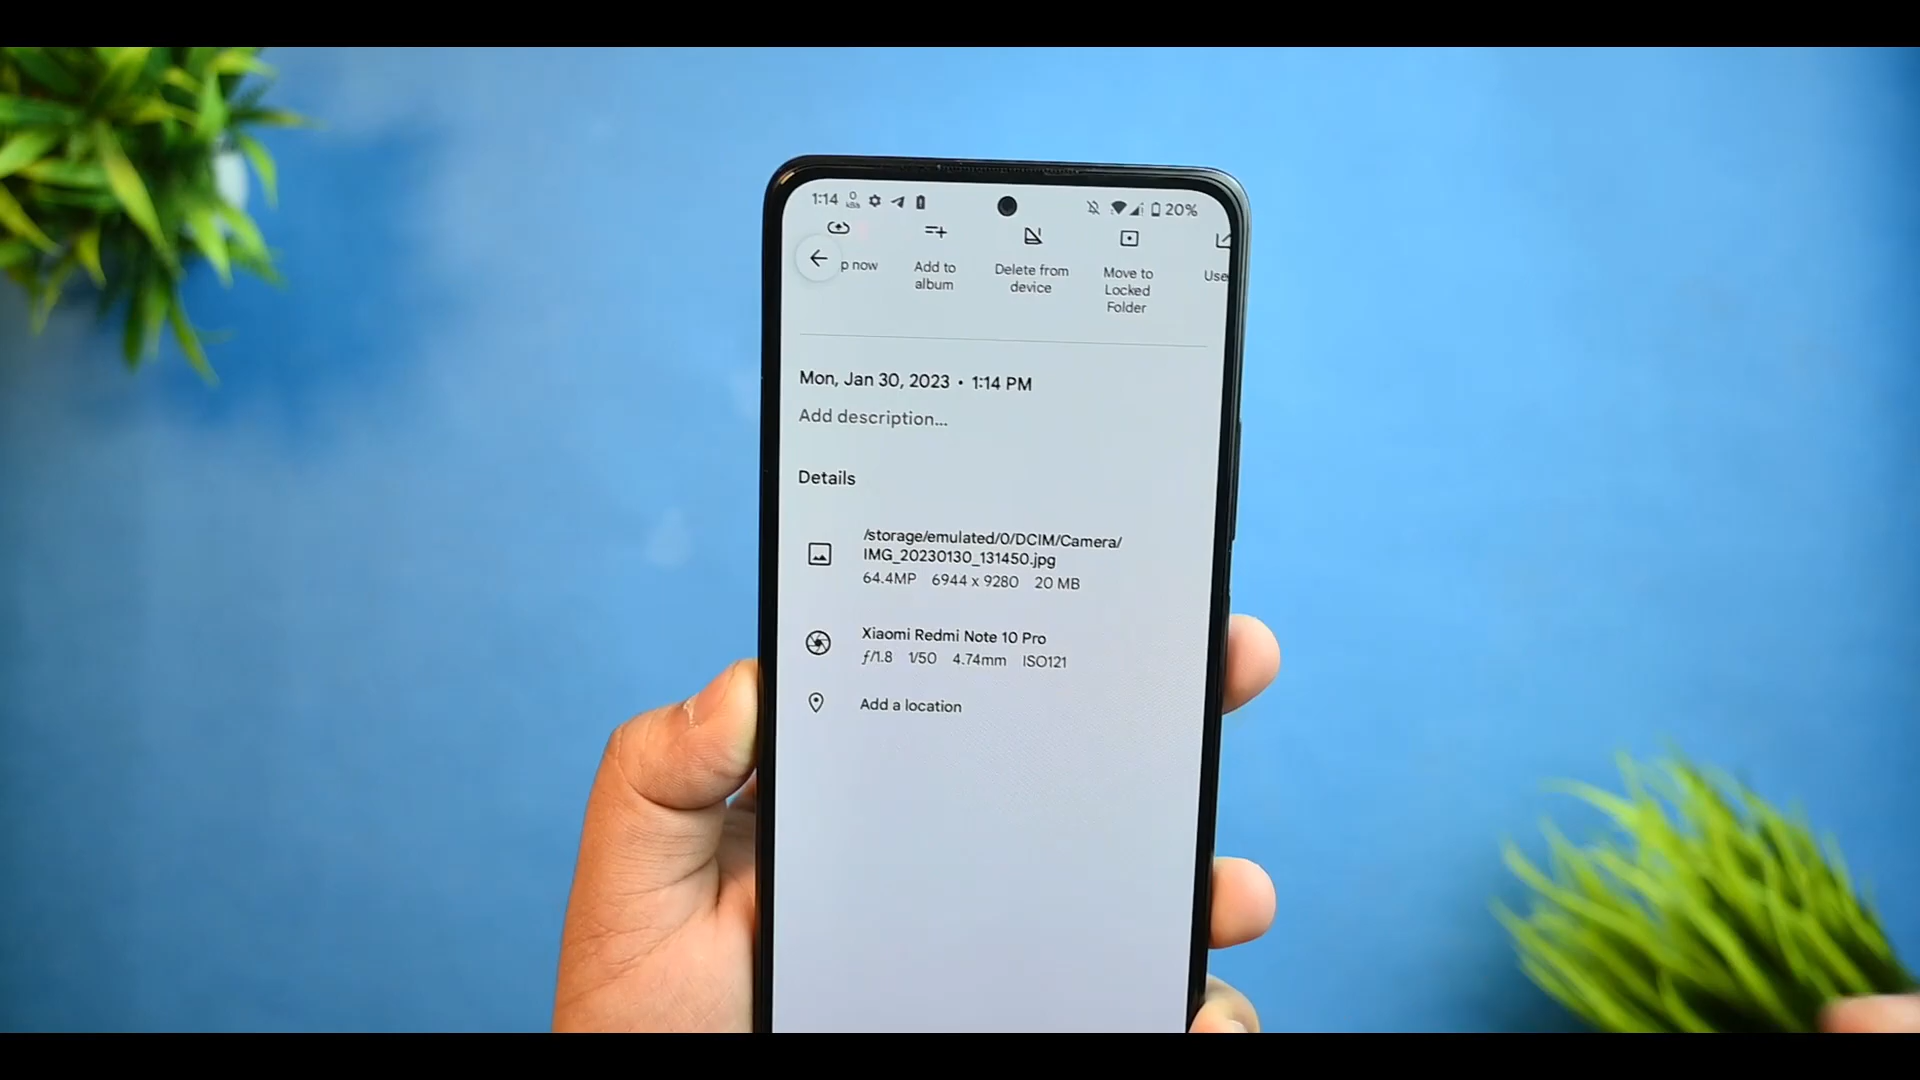 1:14 0 KB/s 20%
p now
Add to
album
Delete from
device
Move to
Locked
Folder
Use
Mon, Jan 30, 2023 • 1:14 PM
Add description...
Details
/storage/emulated/0/DCIM/Camera/
IMG_20230130_131450.jpg
64.4MP 6944 x 9280 20 MB
Xiaomi Redmi Note 10 Pro
ƒ/1.8 1/50 4.74mm ISO121
Add a location